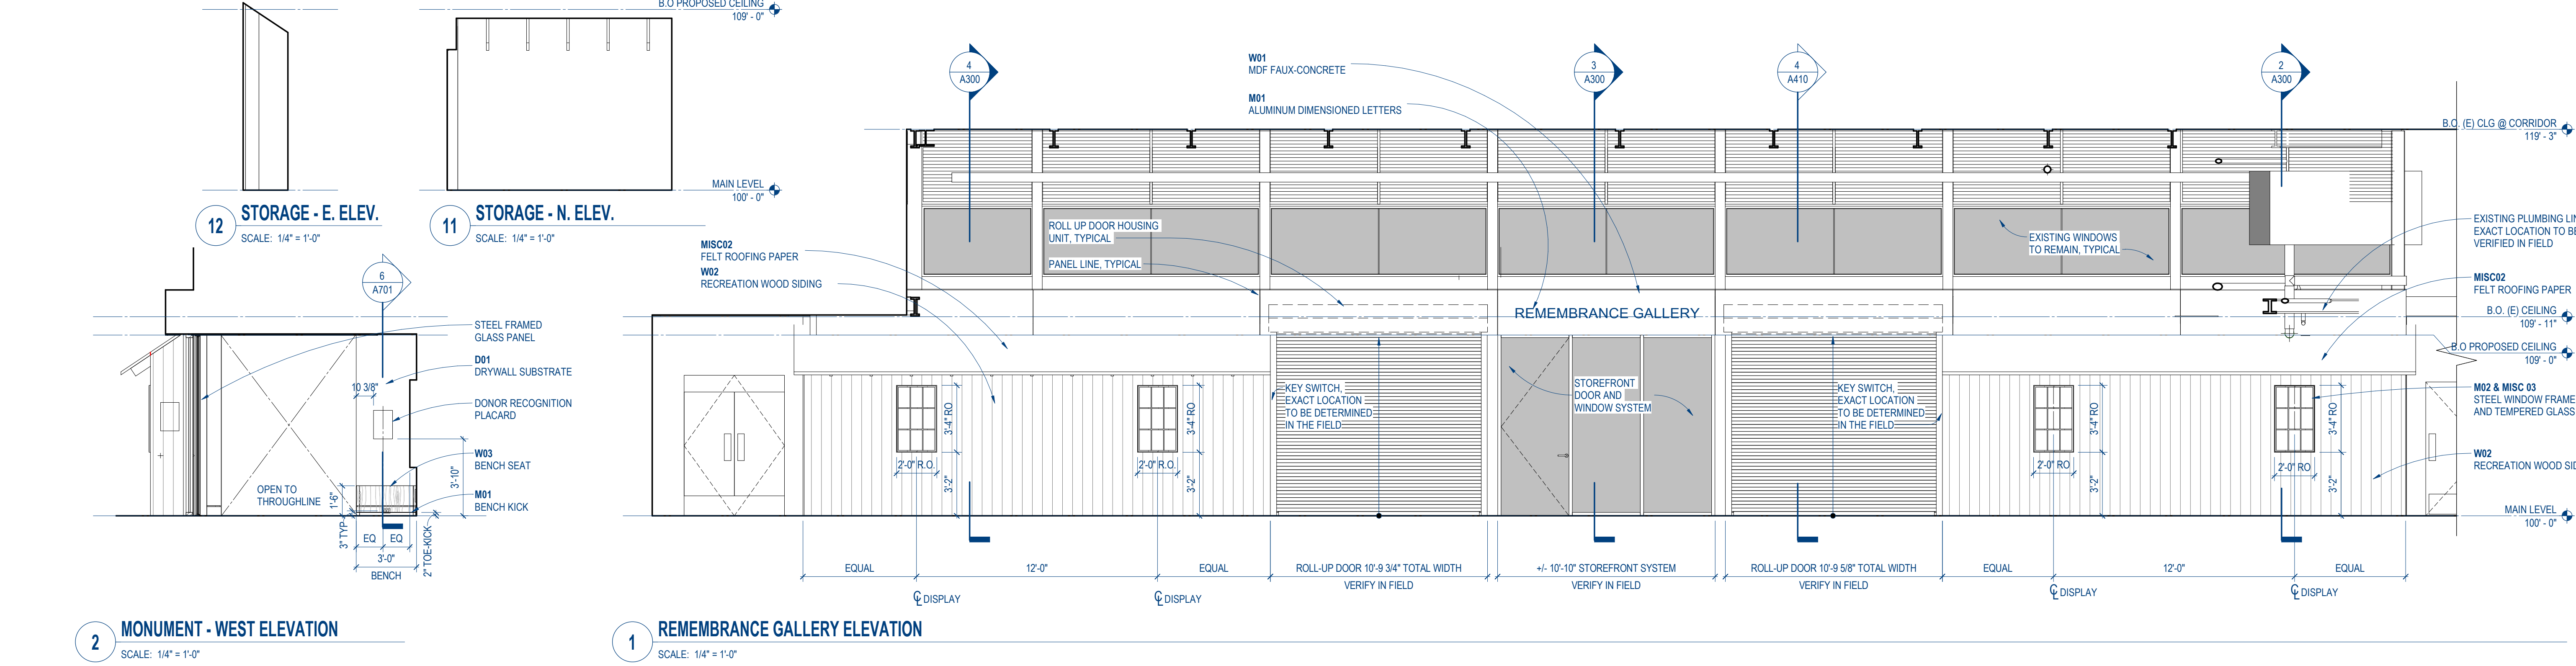 B.O PROPOSED CEILING
109' - 0"
MAIN LEVEL
100' - 0"
12
STORAGE - E. ELEV.
SCALE: 1/4" = 1'-0"
11
STORAGE - N. ELEV.
SCALE: 1/4" = 1'-0"
6
A701
STEEL FRAMED
GLASS PANEL
D01
DRYWALL SUBSTRATE
10 3/8"
DONOR RECOGNITION
PLACARD
W03
BENCH SEAT
3'-10"
M01
BENCH KICK
OPEN TO
THROUGHLINE
1'-6"
3" TYP
EQ
EQ
3'-0"
BENCH
2" TOE-KICK
2
MONUMENT - WEST ELEVATION
SCALE: 1/4" = 1'-0"
4
A300
W01
MDF FAUX-CONCRETE
M01
ALUMINUM DIMENSIONED LETTERS
3
A300
4
A410
2
A300
B.O. (E) CLG @ CORRIDOR
119' - 3"
MISC02
FELT ROOFING PAPER
W02
RECREATION WOOD SIDING
ROLL UP DOOR HOUSING
UNIT, TYPICAL
PANEL LINE, TYPICAL
EXISTING WINDOWS
TO REMAIN, TYPICAL
EXISTING PLUMBING
EXACT LOCATION TO
VERIFIED IN FIELD
MISC02
FELT ROOFING PAPER
REMEMBRANCE GALLERY
B.O. (E) CEILING
109' - 11"
B.O PROPOSED CEILING
109' - 0"
M02 & MISC 03
STEEL WINDOW FRAME
AND TEMPERED GLASS
W02
RECREATION WOOD
KEY SWITCH,
EXACT LOCATION
TO BE DETERMINED
IN THE FIELD
STOREFRONT
DOOR AND
WINDOW SYSTEM
KEY SWITCH,
EXACT LOCATION
TO BE DETERMINED
IN THE FIELD
3'-4" RO
2'-0" R.O.
3'-2"
3'-4" RO
2'-0" R.O.
3'-2"
3'-4" RO
2'-0" RO
3'-2"
3'-4" RO
2'-0" RO
3'-2"
MAIN LEVEL
100' - 0"
EQUAL
12'-0"
EQUAL
ROLL-UP DOOR 10'-9 3/4" TOTAL WIDTH
VERIFY IN FIELD
+/- 10'-10" STOREFRONT SYSTEM
VERIFY IN FIELD
ROLL-UP DOOR 10'-9 5/8" TOTAL WIDTH
VERIFY IN FIELD
EQUAL
12'-0"
EQUAL
℄ DISPLAY
℄ DISPLAY
℄ DISPLAY
℄ DISPLAY
1
REMEMBRANCE GALLERY ELEVATION
SCALE: 1/4" = 1'-0"